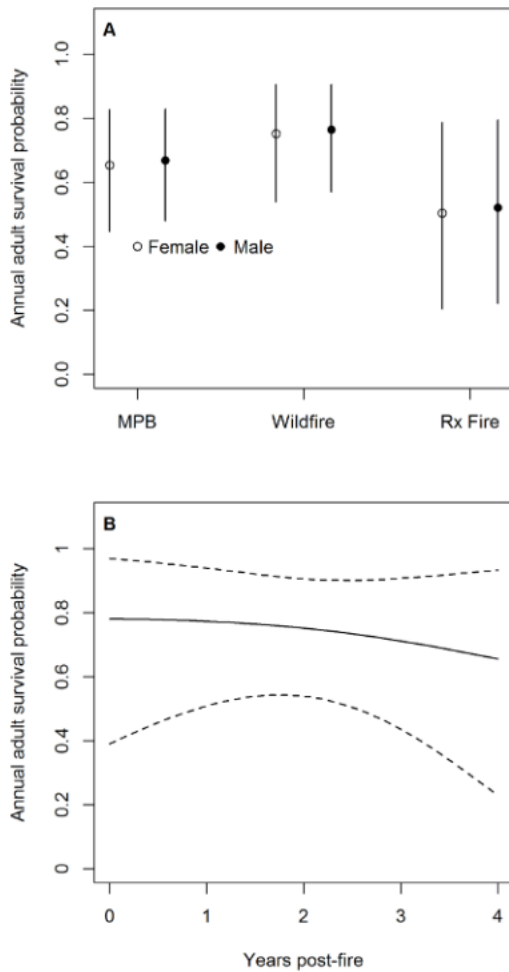 A
Annual adult survival probability
1.0
0.8
0.6
0.4
0.2
0.0
Female Male
MPB Wildfire Rx Fire
B
Annual adult survival probability
1
0.8
0.6
0.4
0.2
0
0 1 2 3 4
Years post-fire